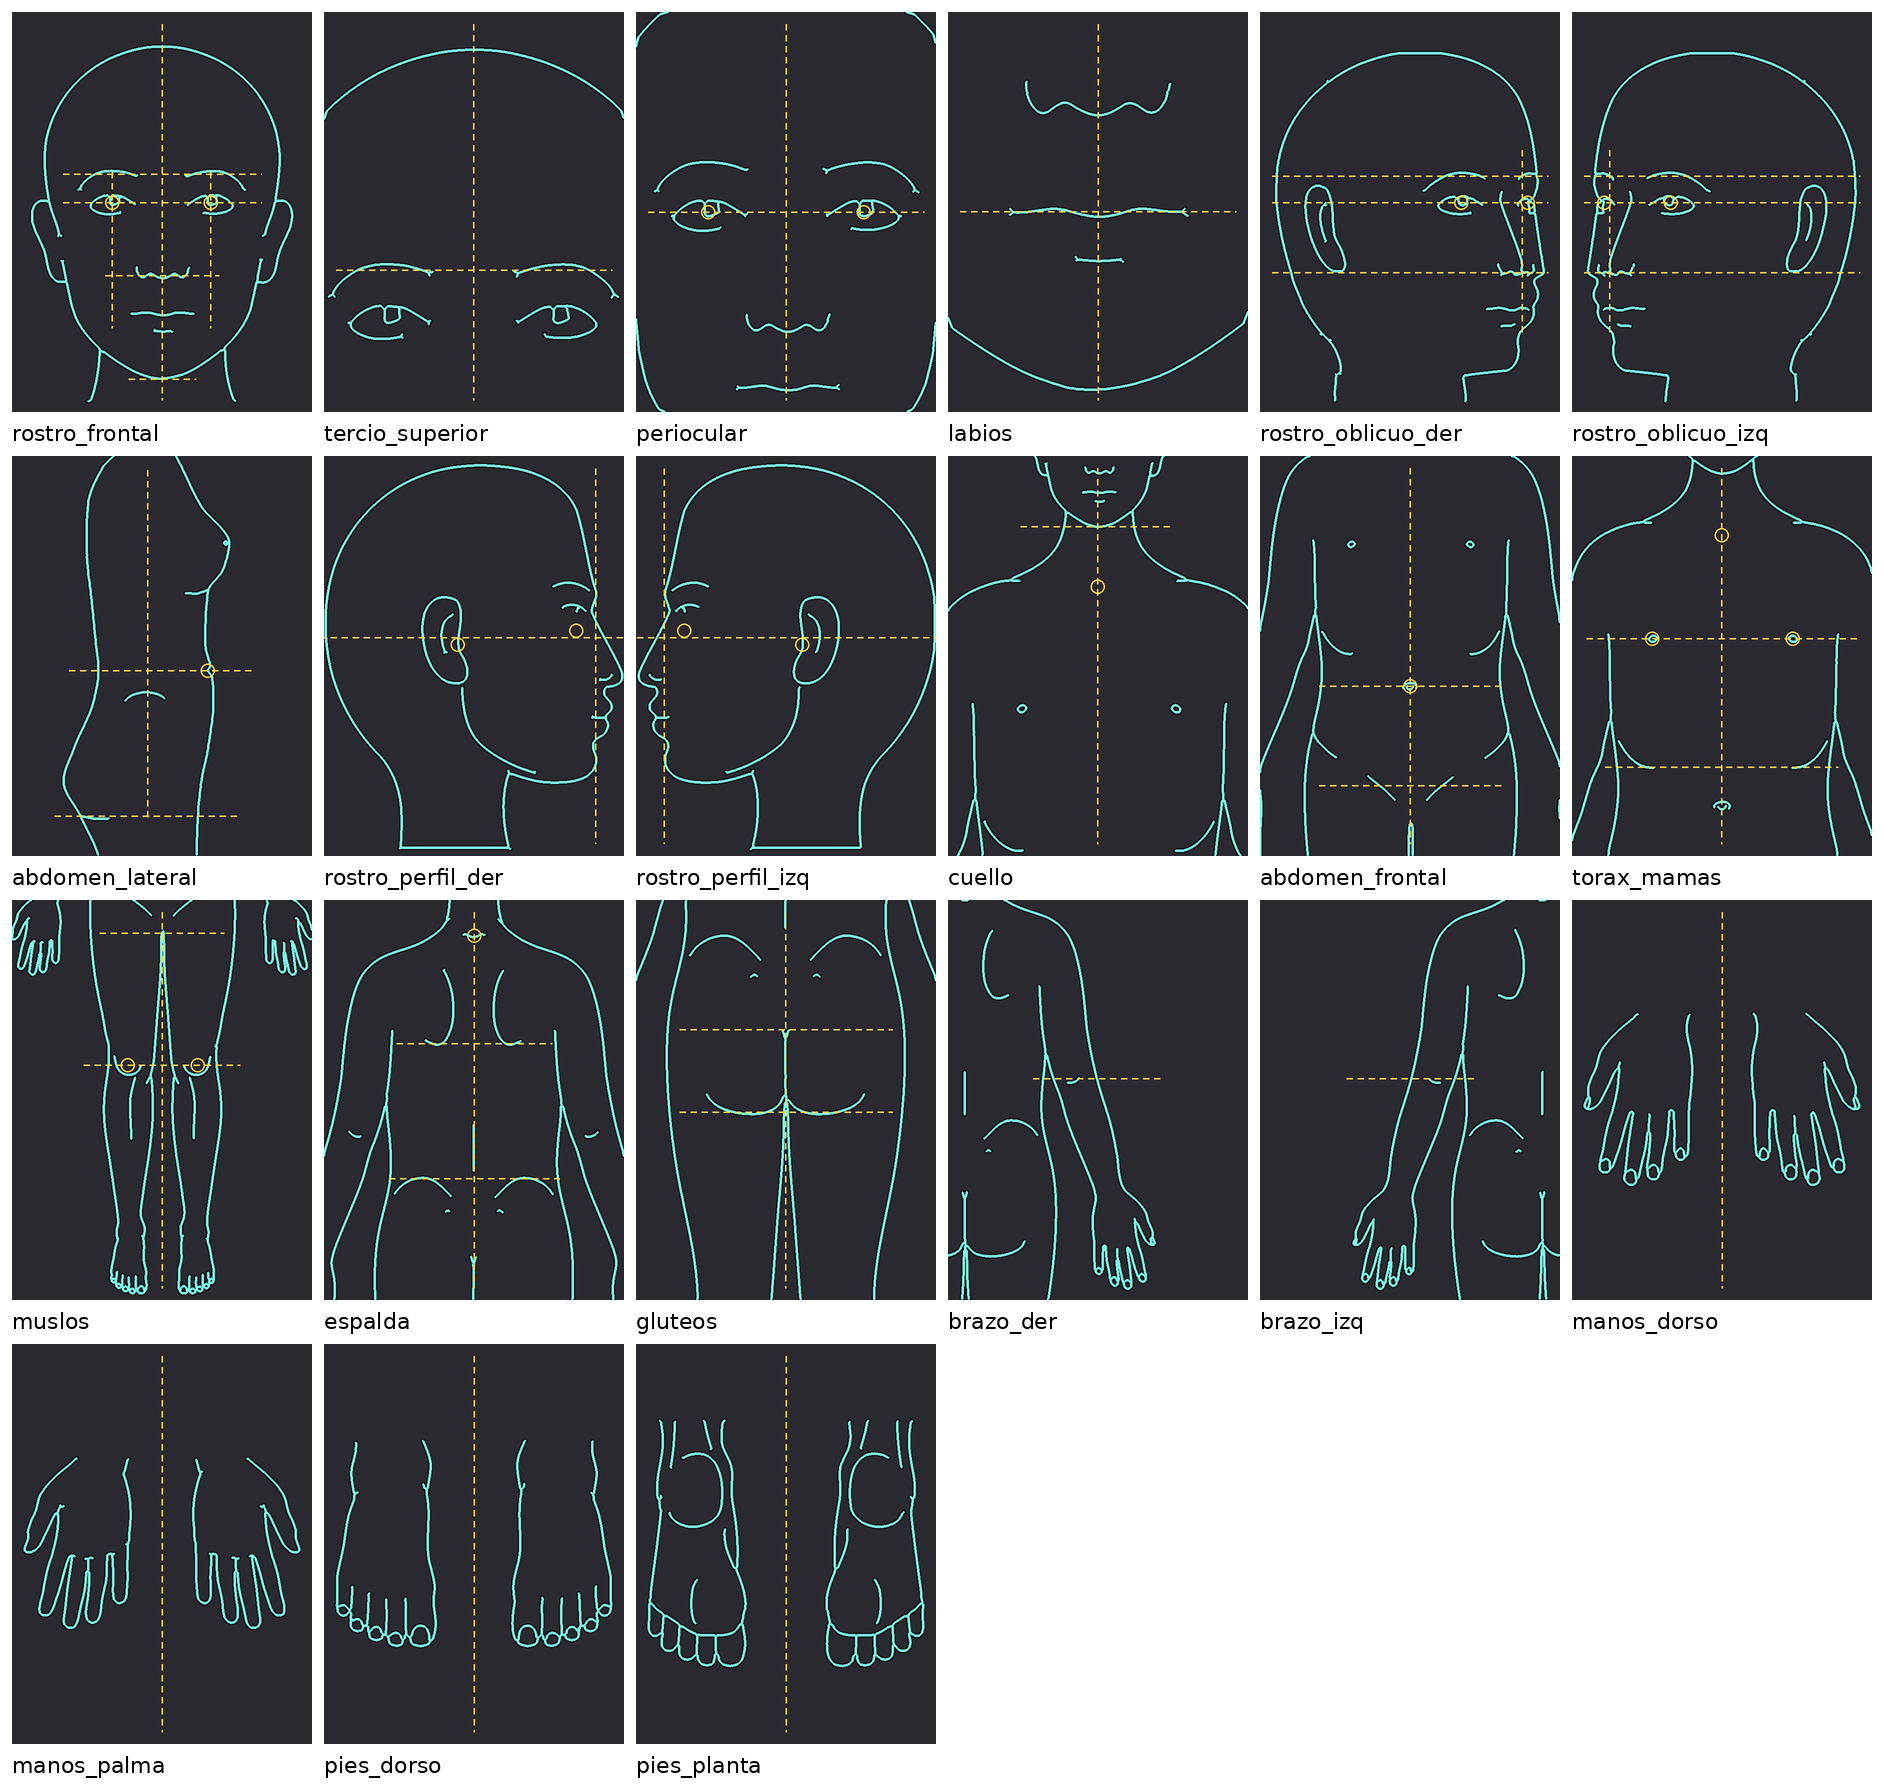 rostro_frontal
tercio_superior
periocular
labios
rostro_oblicuo_der
rostro_oblicuo_izq
abdomen_lateral
rostro_perfil_der
rostro_perfil_izq
cuello
abdomen_frontal
torax_mamas
muslos
espalda
gluteos
brazo_der
brazo_izq
manos_dorso
manos_palma
pies_dorso
pies_planta